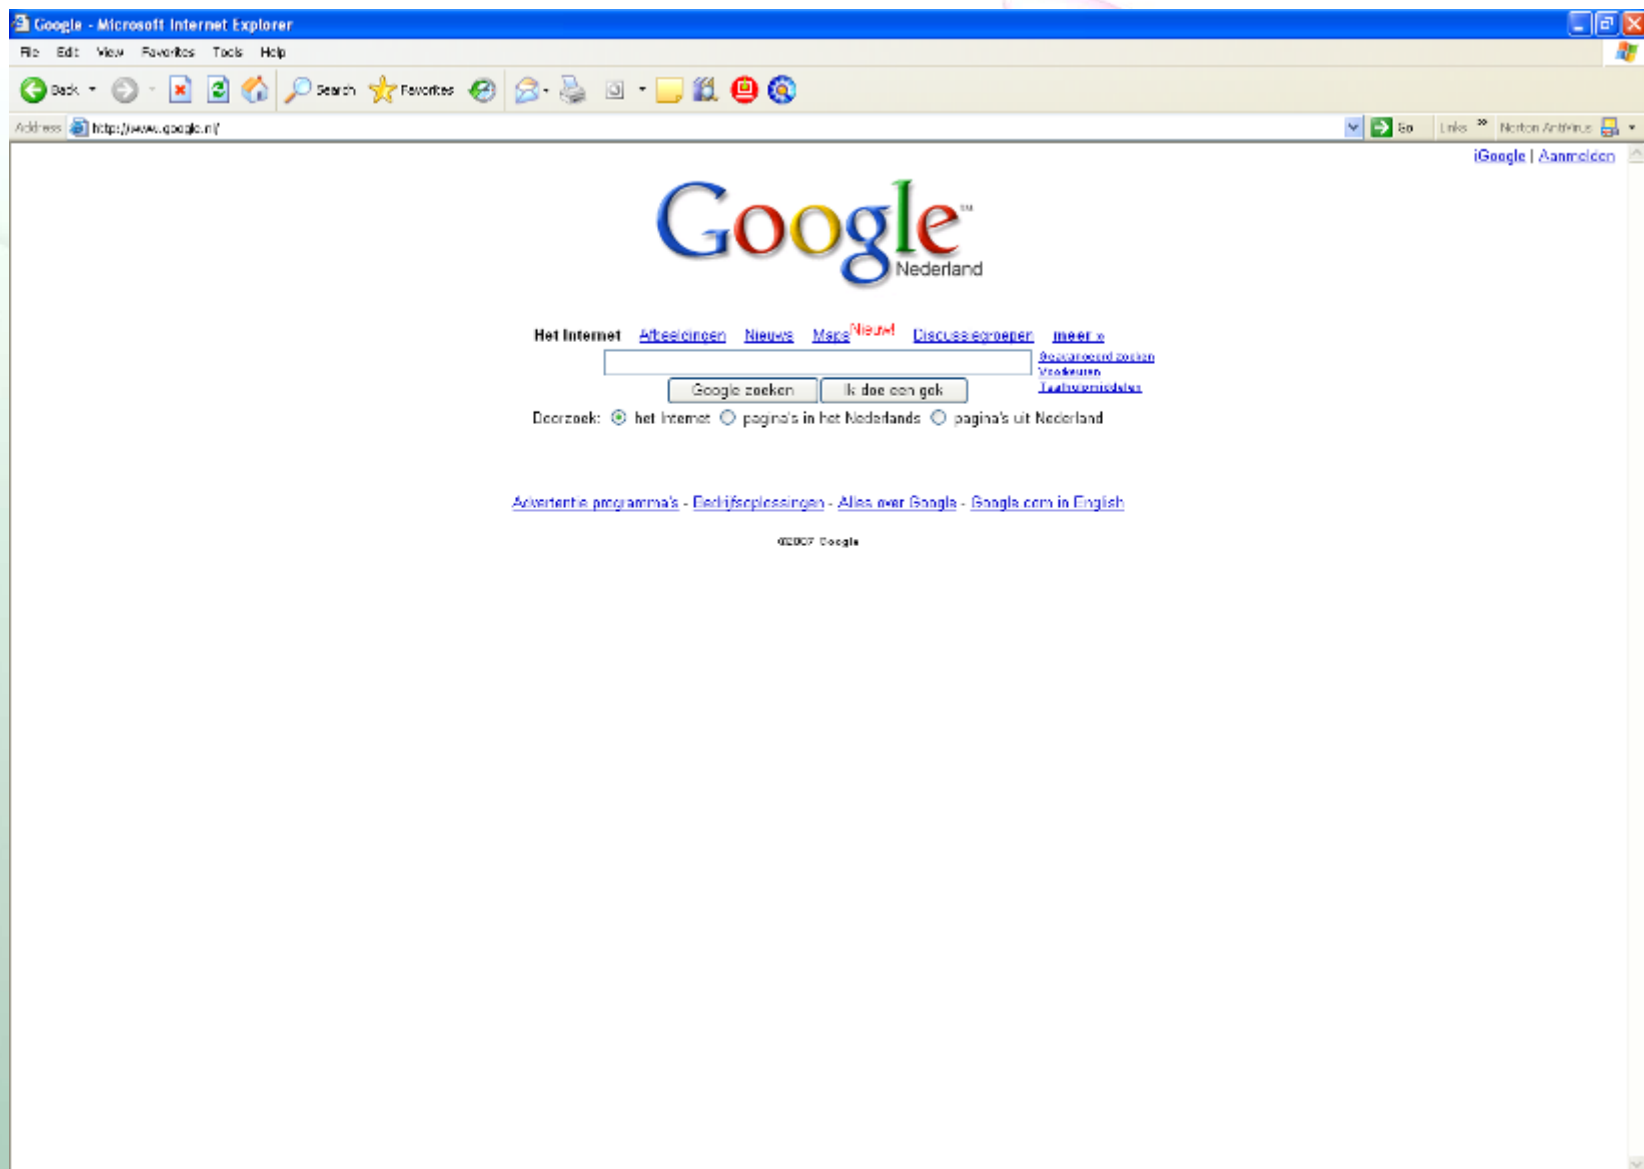 Google - Microsoft Internet Explorer
File Edit View Favorites Tools Help
Back Search Favorites
Address http://www.google.nl/ Go Links » Norton AntiVirus
iGoogle | Aanmelden
Google™
Nederland
Het Internet Afbeeldingen Nieuws Maps Nieuw! Discussiegroepen meer »
Geavanceerd zoeken
Voorkeuren
Taalhulpmiddelen
Google zoeken Ik doe een gok
Doorzoek: het Internet pagina's in het Nederlands pagina's uit Nederland
Advertentie programma's - Bedrijfsoplossingen - Alles over Google - Google.com in English
©2007 Google